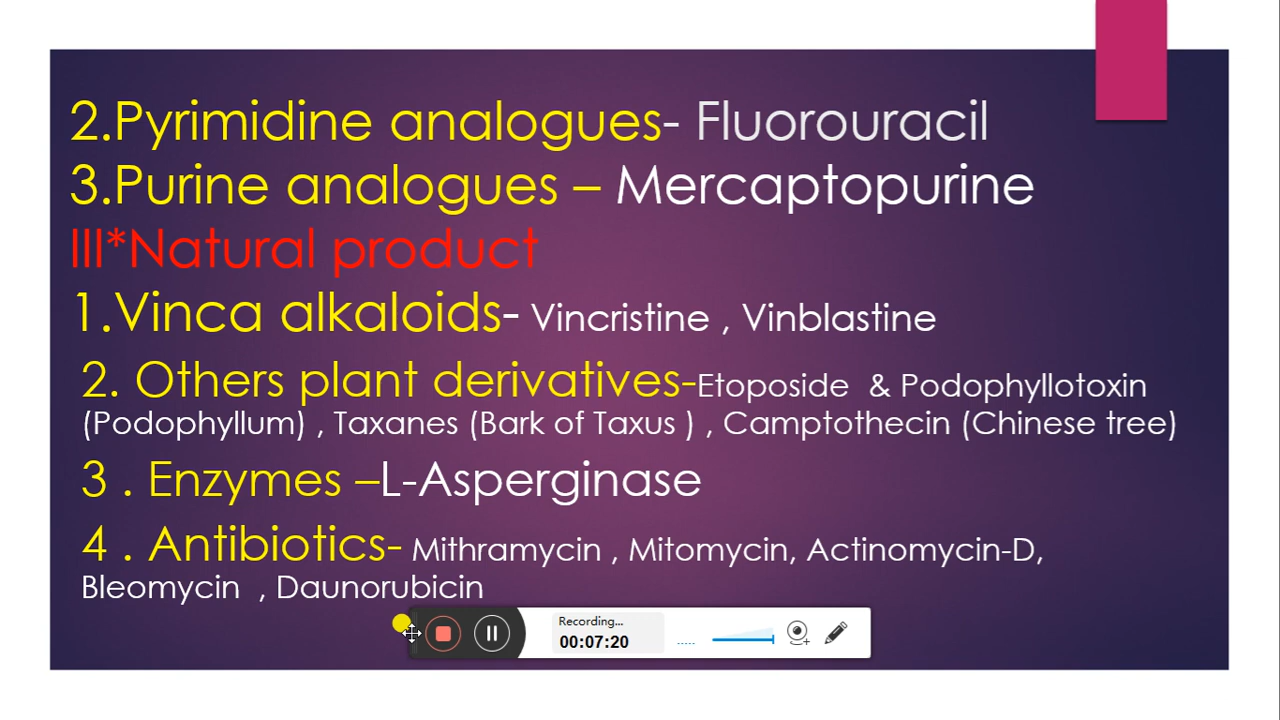 2.Pyrimidine analogues- Fluorouracil
3.Purine analogues – Mercaptopurine
III*Natural product
1.Vinca alkaloids- Vincristine , Vinblastine
2. Others plant derivatives-Etoposide & Podophyllotoxin
(Podophyllum) , Taxanes (Bark of Taxus ) , Camptothecin (Chinese tree)
3 . Enzymes –L-Asperginase
4 . Antibiotics- Mithramycin , Mitomycin, Actinomycin-D,
Bleomycin , Daunorubicin
Recording...
00:07:20